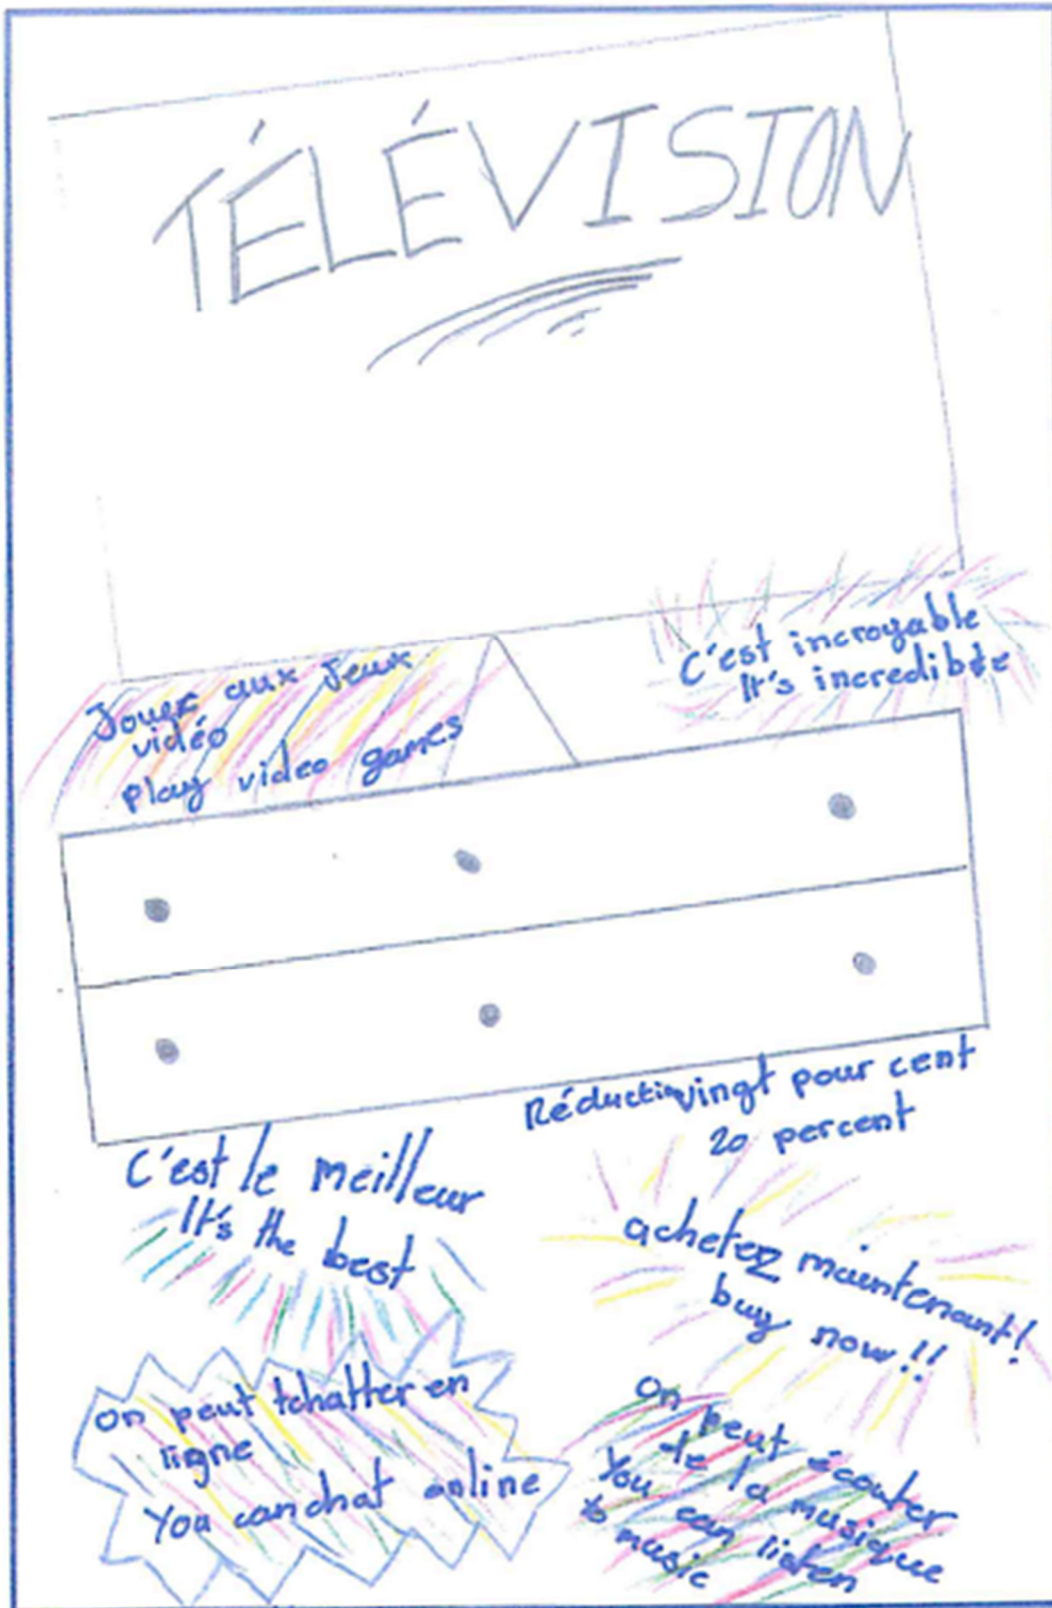 TÉLÉVISION
Jouez aux Jeux
vidéo
play video games
C'est incroyable
It's incredible
Réduction vingt pour cent
20 percent
C'est le meilleur
It's the best
achetez maintenant!
buy now!!
on peut tchatter en
ligne
You can chat online
On peut écouter
de la musique
You can listen
to music